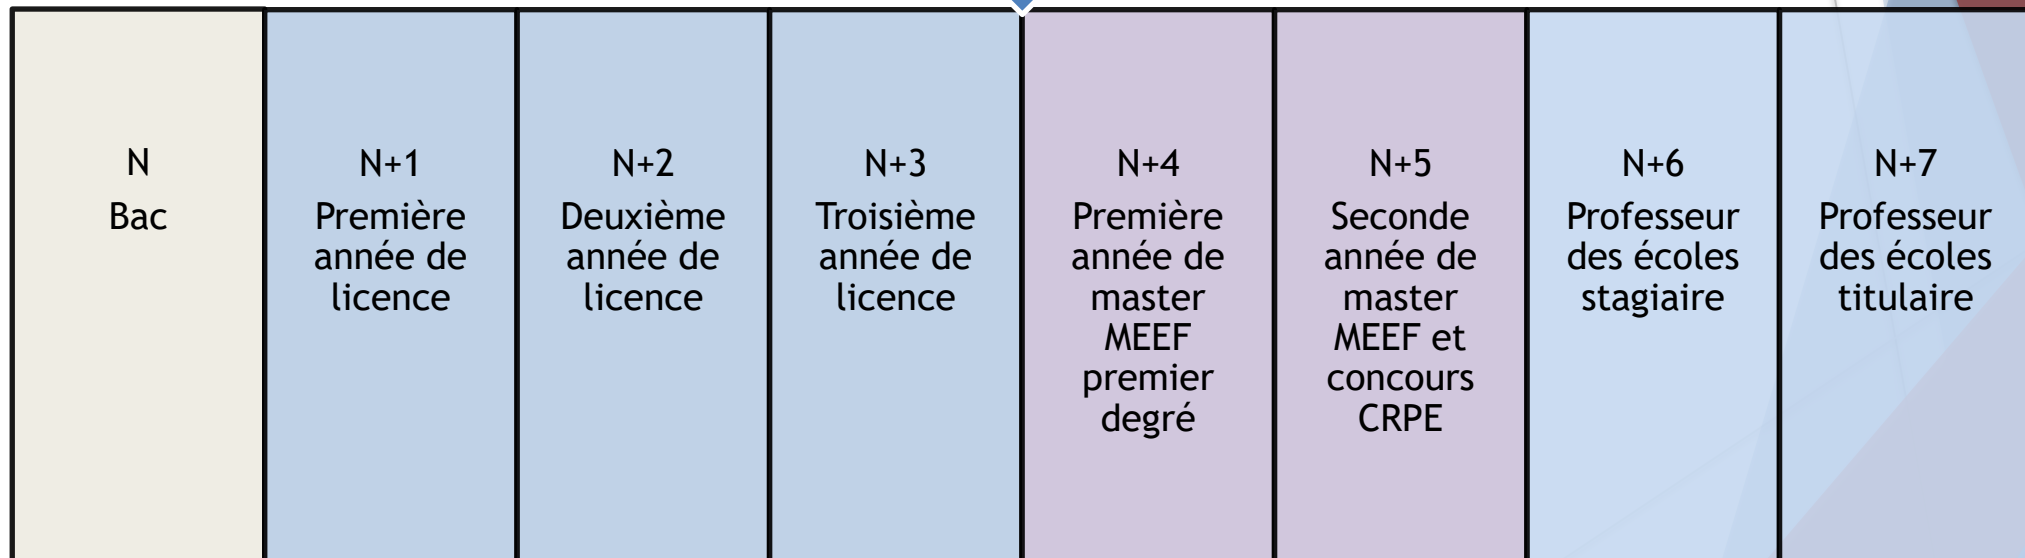 N
Bac
N+1
Première
année de
licence
N+2
Deuxième
année de
licence
N+3
Troisième
année de
licence
N+4
Première
année de
master
MEEF
premier
degré
N+5
Seconde
année de
master
MEEF et
concours
CRPE
N+6
Professeur
des écoles
stagiaire
N+7
Professeur
des écoles
titulaire